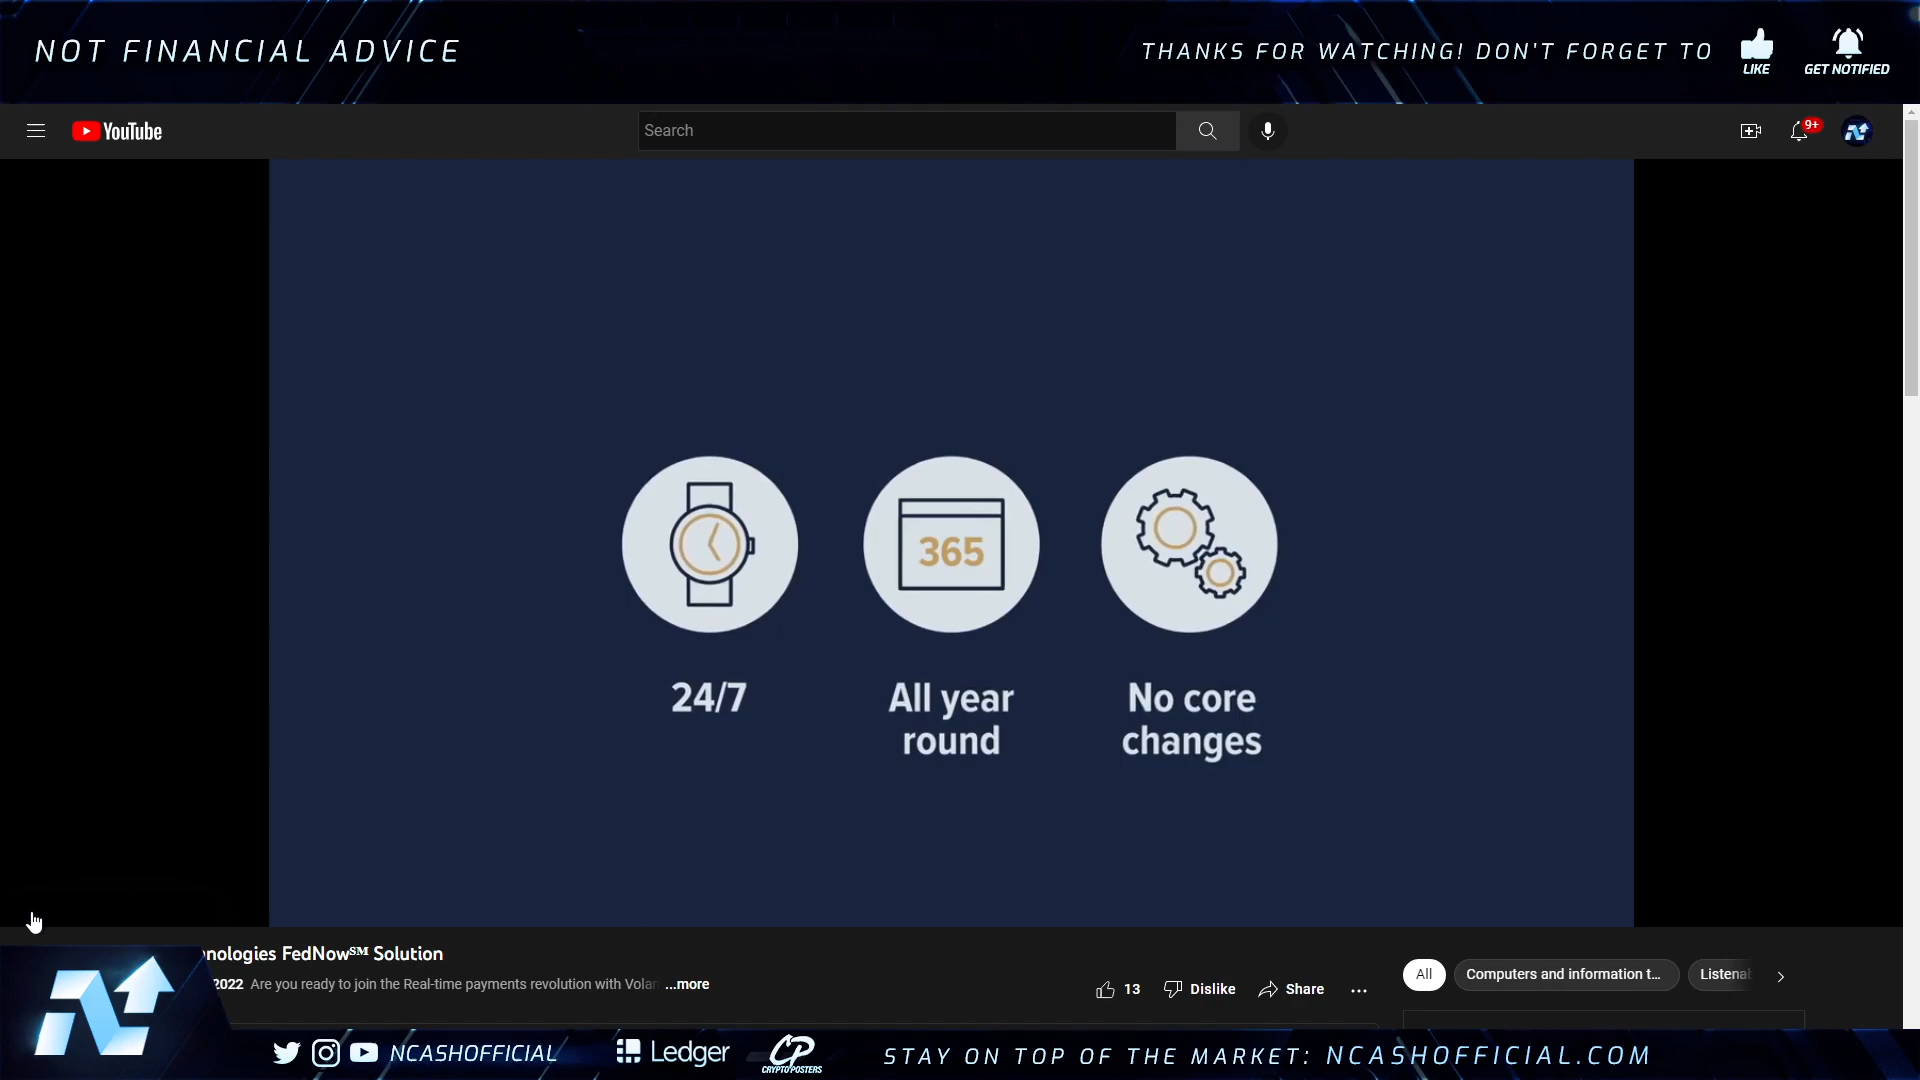 NOT FINANCIAL ADVICE
THANKS FOR WATCHING! DON'T FORGET TO
LIKE
GET NOTIFIED
YouTube
Search
9+
365
24/7
All year
round
No core
changes
nologies FedNow℠ Solution
2022 Are you ready to join the Real-time payments revolution with Volan ...more
13
Dislike
Share
All
Computers and information t...
Listenab
NCASHOFFICIAL
Ledger
CP
CRYPTOPOSTERS
STAY ON TOP OF THE MARKET: NCASHOFFICIAL.COM